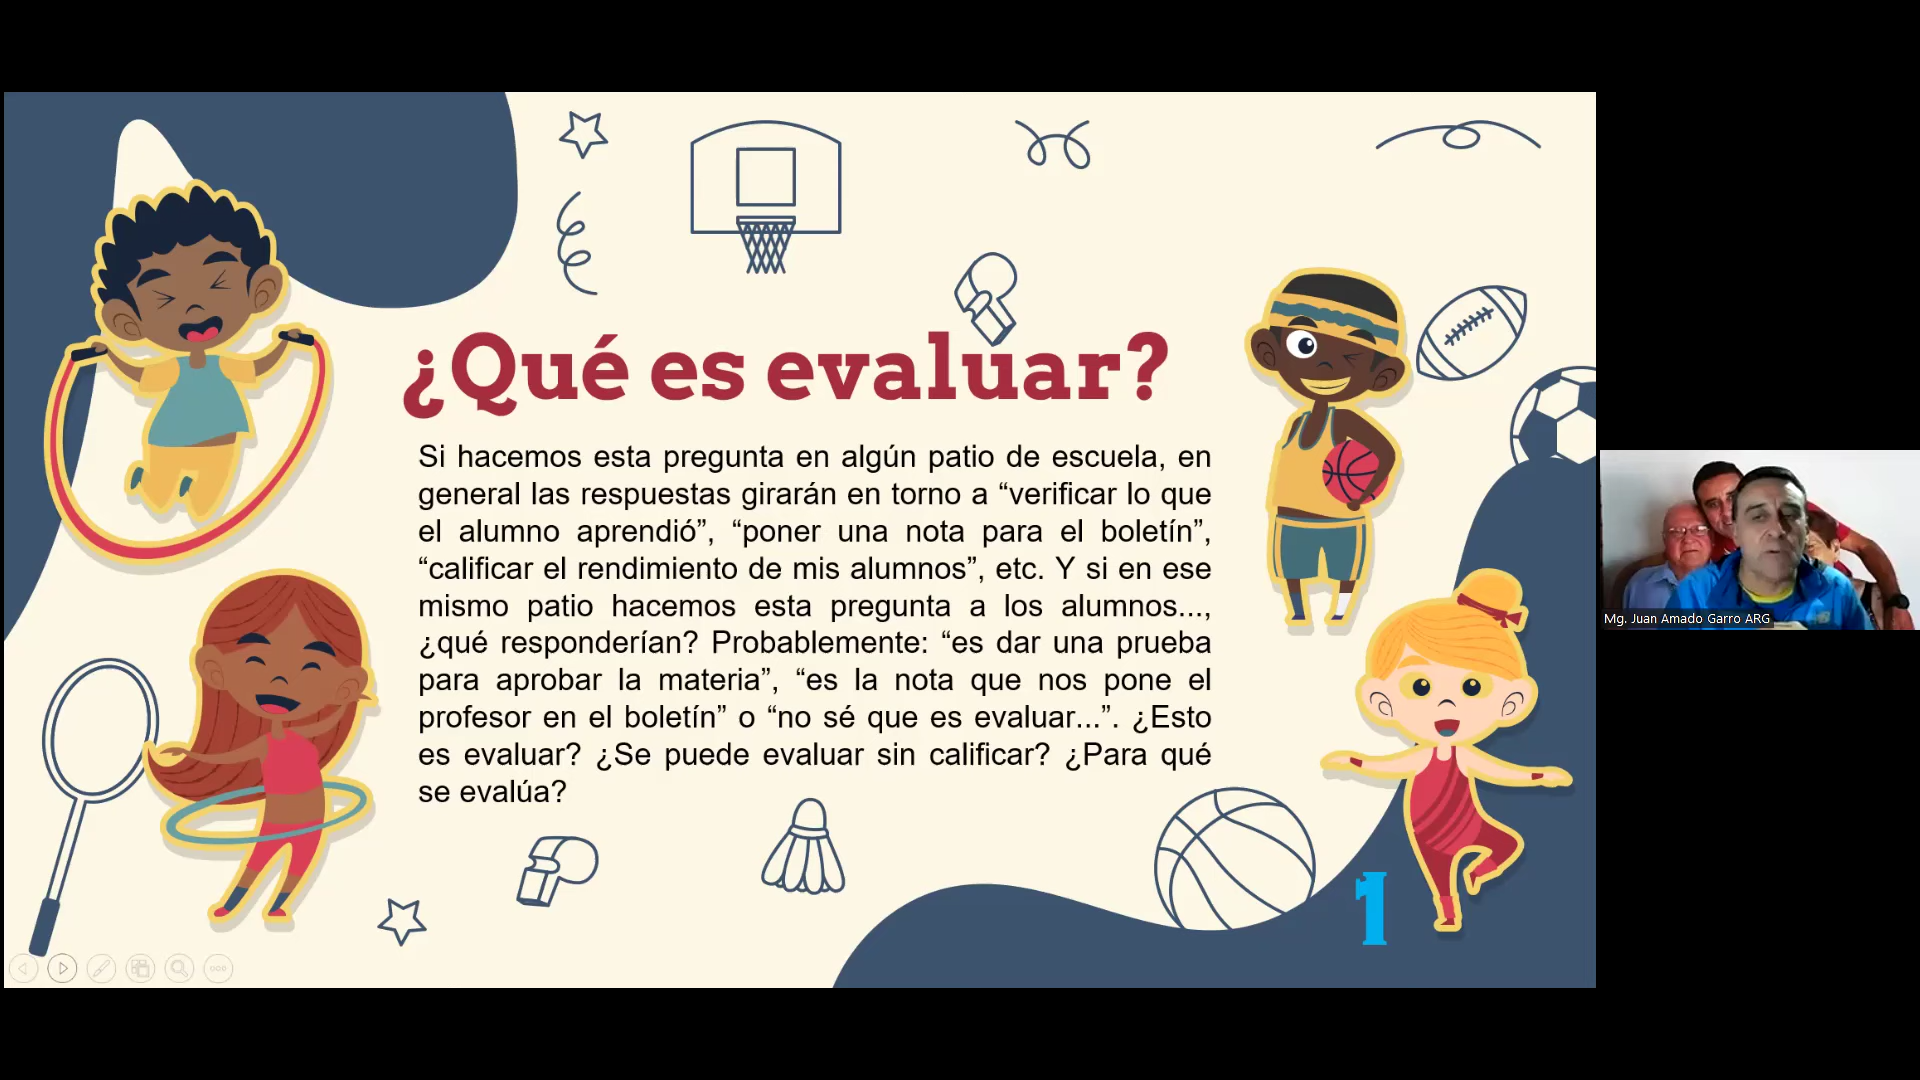 ¿Qué es evaluar?
Si hacemos esta pregunta en algún patio de escuela, en
general las respuestas girarán en torno a “verificar lo que
el alumno aprendió”, “poner una nota para el boletín”,
“calificar el rendimiento de mis alumnos”, etc. Y si en ese
mismo patio hacemos esta pregunta a los alumnos...,
¿qué responderían? Probablemente: “es dar una prueba
para aprobar la materia”, “es la nota que nos pone el
profesor en el boletín” o “no sé que es evaluar...”. ¿Esto
es evaluar? ¿Se puede evaluar sin calificar? ¿Para qué
se evalúa?
1
Mg. Juan Amado Garro ARG